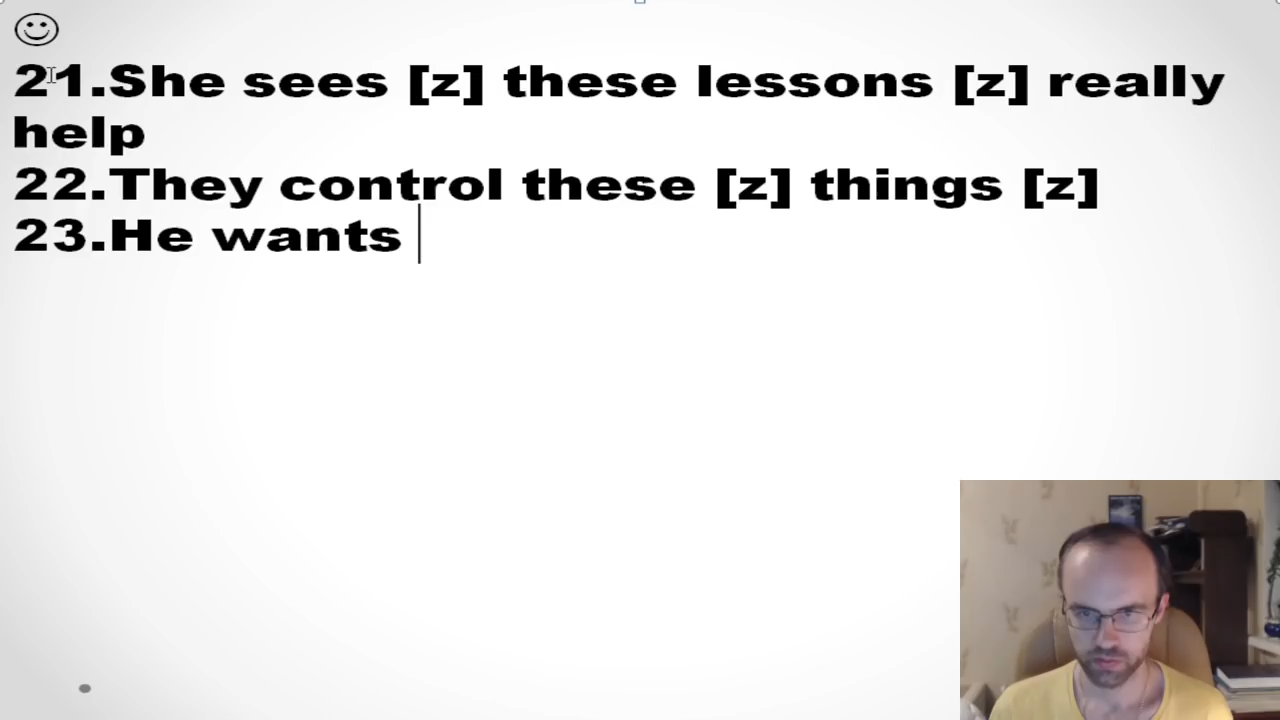 21.She sees [z] these lessons [z] really
help
22.They control these [z] things [z]
23.He wants